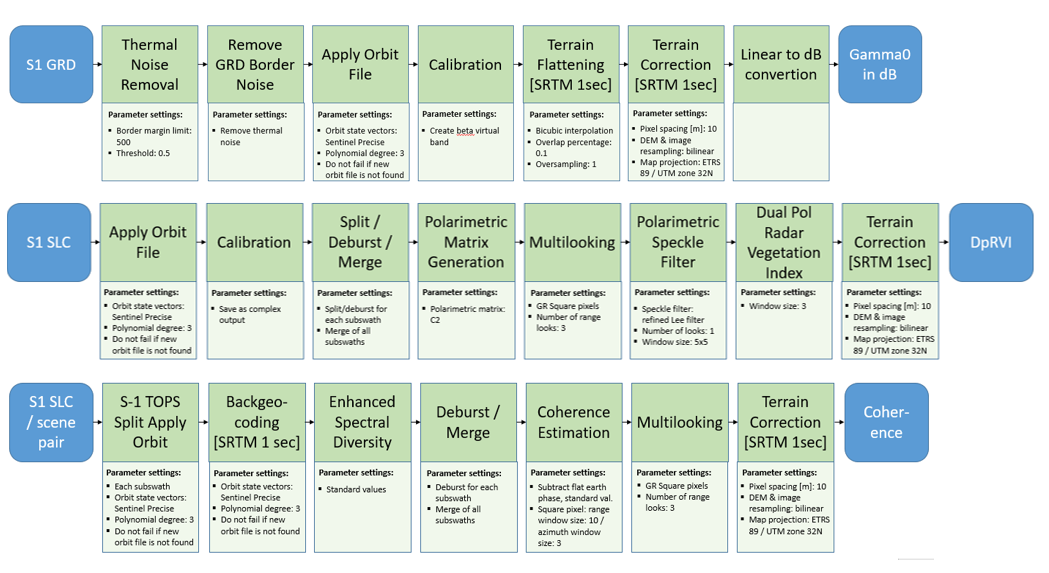 S1 GRD
Thermal
Noise
Removal
Parameter settings:
▪ Border margin limit:
500
▪ Threshold: 0.5
Remove
GRD Border
Noise
Parameter settings:
▪ Remove thermal
noise
Apply Orbit
File
Parameter settings:
▪ Orbit state vectors:
Sentinel Precise
▪ Polynomial degree: 3
▪ Do not fail if new
orbit file is not found
Calibration
Parameter settings:
▪ Create beta virtual
band
Terrain
Flattening
[SRTM 1sec]
Parameter settings:
▪ Bicubic interpolation
▪ Overlap percentage:
0.1
▪ Oversampling: 1
Terrain
Correction
[SRTM 1sec]
Parameter settings:
▪ Pixel spacing [m]: 10
▪ DEM & image
resampling: bilinear
▪ Map projection: ETRS
89 / UTM zone 32N
Linear to dB
convertion
Gamma0
in dB
S1 SLC
Apply Orbit
File
Parameter settings:
▪ Orbit state vectors:
Sentinel Precise
▪ Polynomial degree: 3
▪ Do not fail if new
orbit file is not found
Calibration
Parameter settings:
▪ Save as complex
output
Split /
Deburst /
Merge
Parameter settings:
▪ Split/deburst for
each subswath
▪ Merge of all
subswaths
Polarimetric
Matrix
Generation
Parameter settings:
▪ Polarimetric matrix:
C2
Multilooking
Parameter settings:
▪ GR Square pixels
▪ Number of range
looks: 3
Polarimetric
Speckle
Filter
Parameter settings:
▪ Speckle filter:
refined Lee filter
▪ Number of looks: 1
▪ Window size: 5x5
Dual Pol
Radar
Vegetation
Index
Parameter settings:
▪ Window size: 3
Terrain
Correction
[SRTM 1sec]
Parameter settings:
▪ Pixel spacing [m]: 10
▪ DEM & image
resampling: bilinear
▪ Map projection: ETRS
89 / UTM zone 32N
DpRVI
S1 SLC
/ scene
pair
S-1 TOPS
Split Apply
Orbit
Parameter settings:
▪ Each subswath
▪ Orbit state vectors:
Sentinel Precise
▪ Polynomial degree: 3
▪ Do not fail if new
orbit file is not found
Backgeo-
coding
[SRTM 1 sec]
Parameter settings:
▪ Orbit state vectors:
Sentinel Precise
▪ Polynomial degree: 3
▪ Do not fail if new
orbit file is not found
Enhanced
Spectral
Diversity
Parameter settings:
▪ Standard values
Deburst /
Merge
Parameter settings:
▪ Deburst for each
subswath
▪ Merge of all
subswaths
Coherence
Estimation
Parameter settings:
▪ Subtract flat earth
phase, standard val.
▪ Square pixel: range
window size: 10 /
azimuth window
size: 3
Multilooking
Parameter settings:
▪ GR Square pixels
▪ Number of range
looks: 3
Terrain
Correction
[SRTM 1sec]
Parameter settings:
▪ Pixel spacing [m]: 10
▪ DEM & image
resampling: bilinear
▪ Map projection: ETRS
89 / UTM zone 32N
Coher-
ence